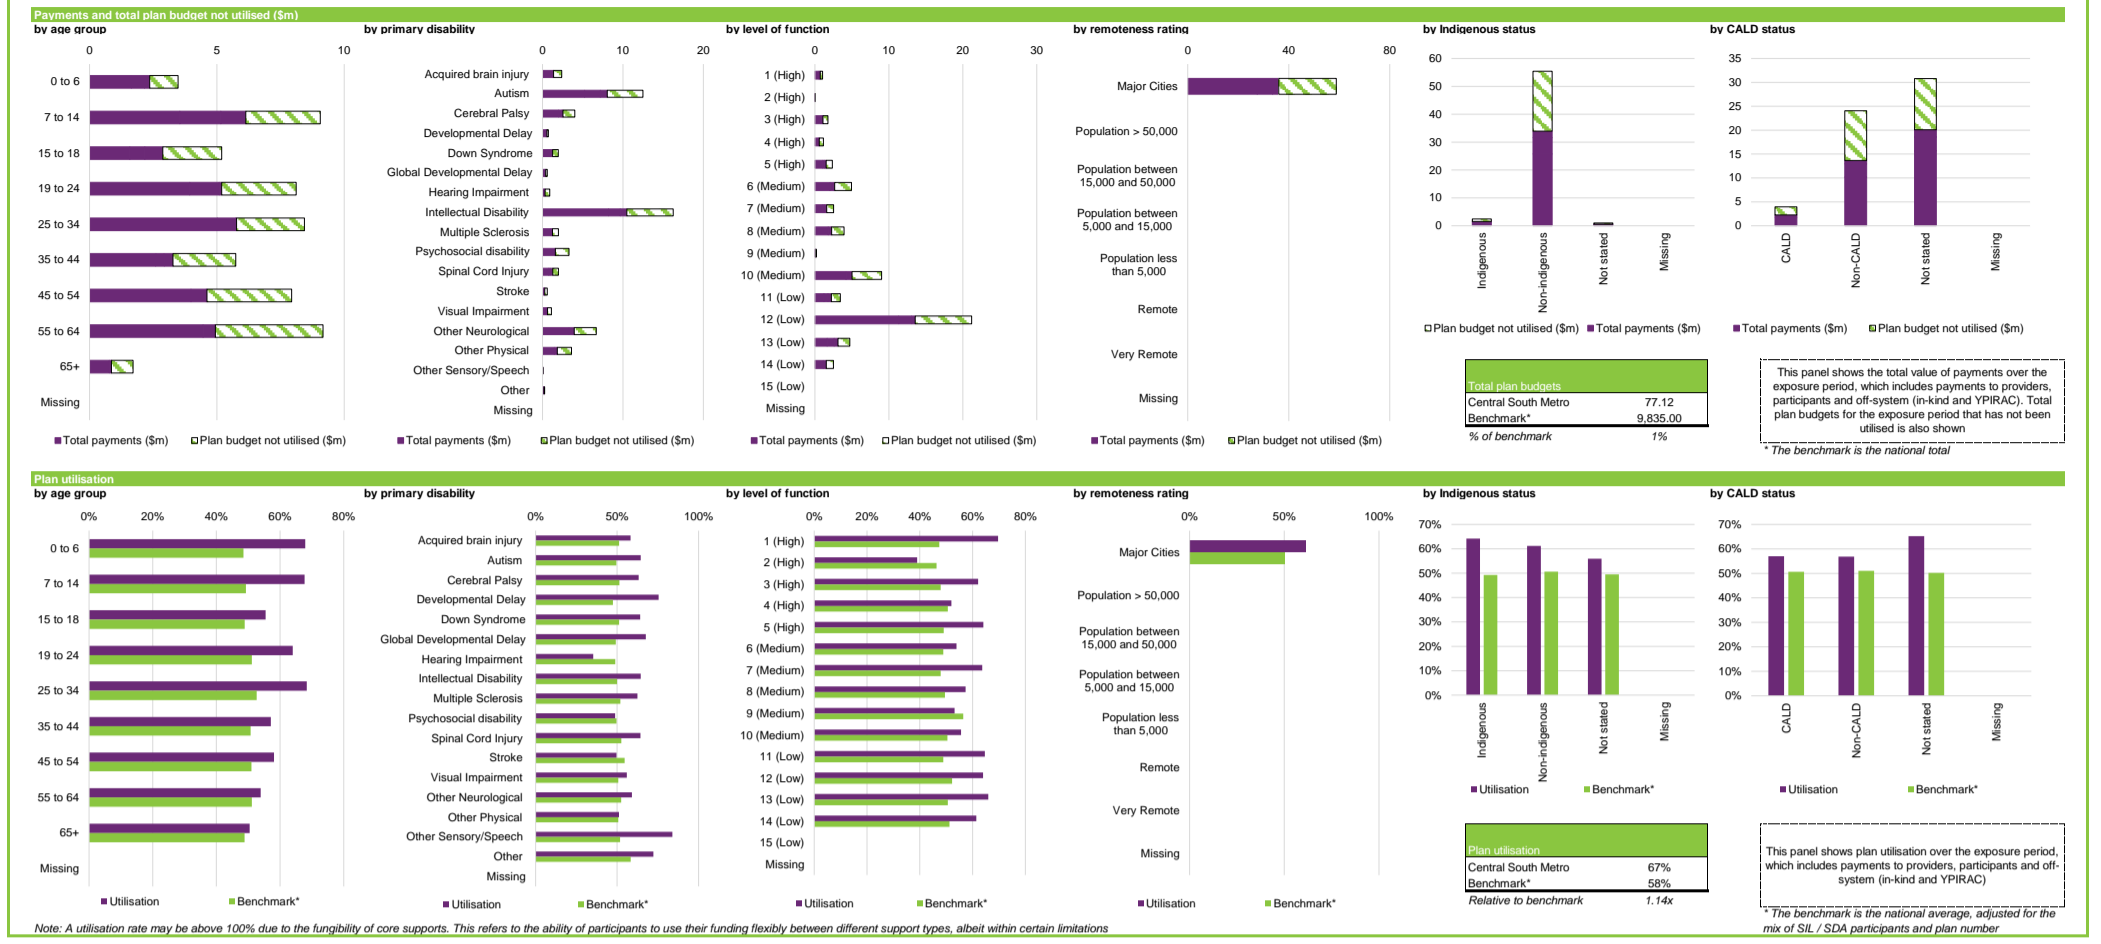 Payments and total plan budget not utilised ($m)
by age group
0 5 10
0 to 6
7 to 14
15 to 18
19 to 24
25 to 34
35 to 44
45 to 54
55 to 64
65+
Missing
Total payments ($m) Plan budget not utilised ($m)
by primary disability
0 10 20
Acquired brain injury
Autism
Cerebral Palsy
Developmental Delay
Down Syndrome
Global Developmental Delay
Hearing Impairment
Intellectual Disability
Multiple Sclerosis
Psychosocial disability
Spinal Cord Injury
Stroke
Visual Impairment
Other Neurological
Other Physical
Other Sensory/Speech
Other
Missing
Total payments ($m) Plan budget not utilised ($m)
by level of function
0 10 20 30
1 (High)
2 (High)
3 (High)
4 (High)
5 (High)
6 (Medium)
7 (Medium)
8 (Medium)
9 (Medium)
10 (Medium)
11 (Low)
12 (Low)
13 (Low)
14 (Low)
15 (Low)
Missing
Total payments ($m) Plan budget not utilised ($m)
by remoteness rating
0 40 80
Major Cities
Population > 50,000
Population between
15,000 and 50,000
Population between
5,000 and 15,000
Population less
than 5,000
Remote
Very Remote
Missing
Total payments ($m) Plan budget not utilised ($m)
by Indigenous status
60
50
40
30
20
10
0
Indigenous
Non-indigenous
Not stated
Missing
Plan budget not utilised ($m) Total payments ($m)
by CALD status
35
30
25
20
15
10
5
0
CALD
Non-CALD
Not stated
Missing
Total payments ($m) Plan budget not utilised ($m)
Total plan budgets
Central South Metro 77.12
Benchmark* 9,835.00
% of benchmark 1%
This panel shows the total value of payments over the
exposure period, which includes payments to providers,
participants and off-system (in-kind and YPIRAC). Total
plan budgets for the exposure period that has not been
utilised is also shown
* The benchmark is the national total
Plan utilisation
by age group
0% 20% 40% 60% 80%
0 to 6
7 to 14
15 to 18
19 to 24
25 to 34
35 to 44
45 to 54
55 to 64
65+
Missing
Utilisation Benchmark*
by primary disability
0% 50% 100%
Acquired brain injury
Autism
Cerebral Palsy
Developmental Delay
Down Syndrome
Global Developmental Delay
Hearing Impairment
Intellectual Disability
Multiple Sclerosis
Psychosocial disability
Spinal Cord Injury
Stroke
Visual Impairment
Other Neurological
Other Physical
Other Sensory/Speech
Other
Missing
Utilisation Benchmark*
by level of function
0% 20% 40% 60% 80%
1 (High)
2 (High)
3 (High)
4 (High)
5 (High)
6 (Medium)
7 (Medium)
8 (Medium)
9 (Medium)
10 (Medium)
11 (Low)
12 (Low)
13 (Low)
14 (Low)
15 (Low)
Missing
Utilisation Benchmark*
by remoteness rating
0% 50% 100%
Major Cities
Population > 50,000
Population between
15,000 and 50,000
Population between
5,000 and 15,000
Population less
than 5,000
Remote
Very Remote
Missing
Utilisation Benchmark*
by Indigenous status
70%
60%
50%
40%
30%
20%
10%
0%
Indigenous
Non-indigenous
Not stated
Missing
Utilisation Benchmark*
by CALD status
70%
60%
50%
40%
30%
20%
10%
0%
CALD
Non-CALD
Not stated
Missing
Utilisation Benchmark*
Plan utilisation
Central South Metro 67%
Benchmark* 58%
Relative to benchmark 1.14x
This panel shows plan utilisation over the exposure period,
which includes payments to providers, participants and off-
system (in-kind and YPIRAC)
* The benchmark is the national average, adjusted for the
mix of SIL / SDA participants and plan number
Note: A utilisation rate may be above 100% due to the fungibility of core supports. This refers to the ability of participants to use their funding flexibly between different support types, albeit within certain limitations